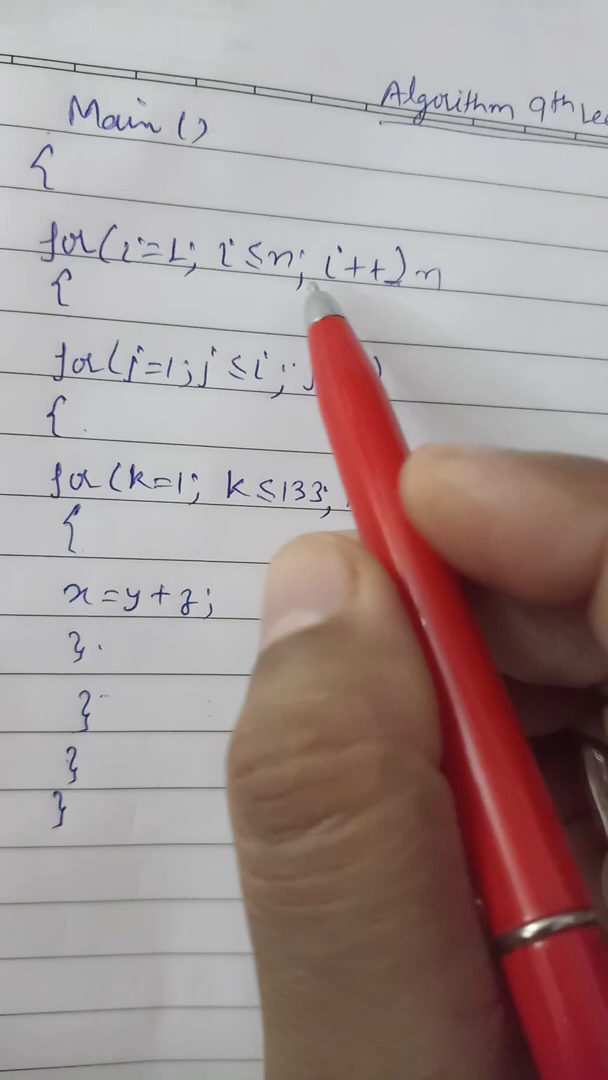 Algorithm 9th
Main ()
{
for(i=1; i≤n; i++) n
{
for(j=1; j≤i; j
{
for(k=1; k≤133;
{
x=y+z;
}
}
}
}